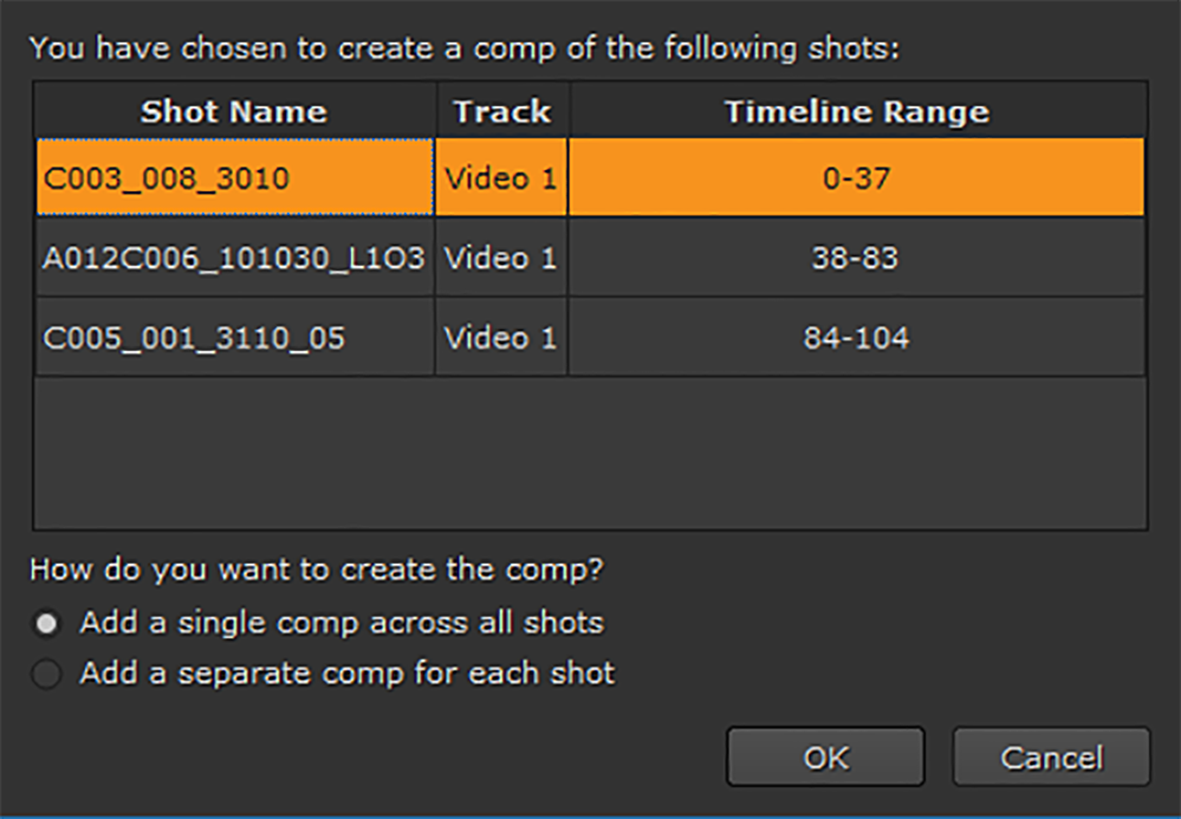 You have chosen to create a comp of the following shots:
Shot Name Track Timeline Range
C003_008_3010 Video 1 0-37
A012C006_101030_L1O3 Video 1 38-83
C005_001_3110_05 Video 1 84-104
How do you want to create the comp?
Add a single comp across all shots
Add a separate comp for each shot
OK Cancel